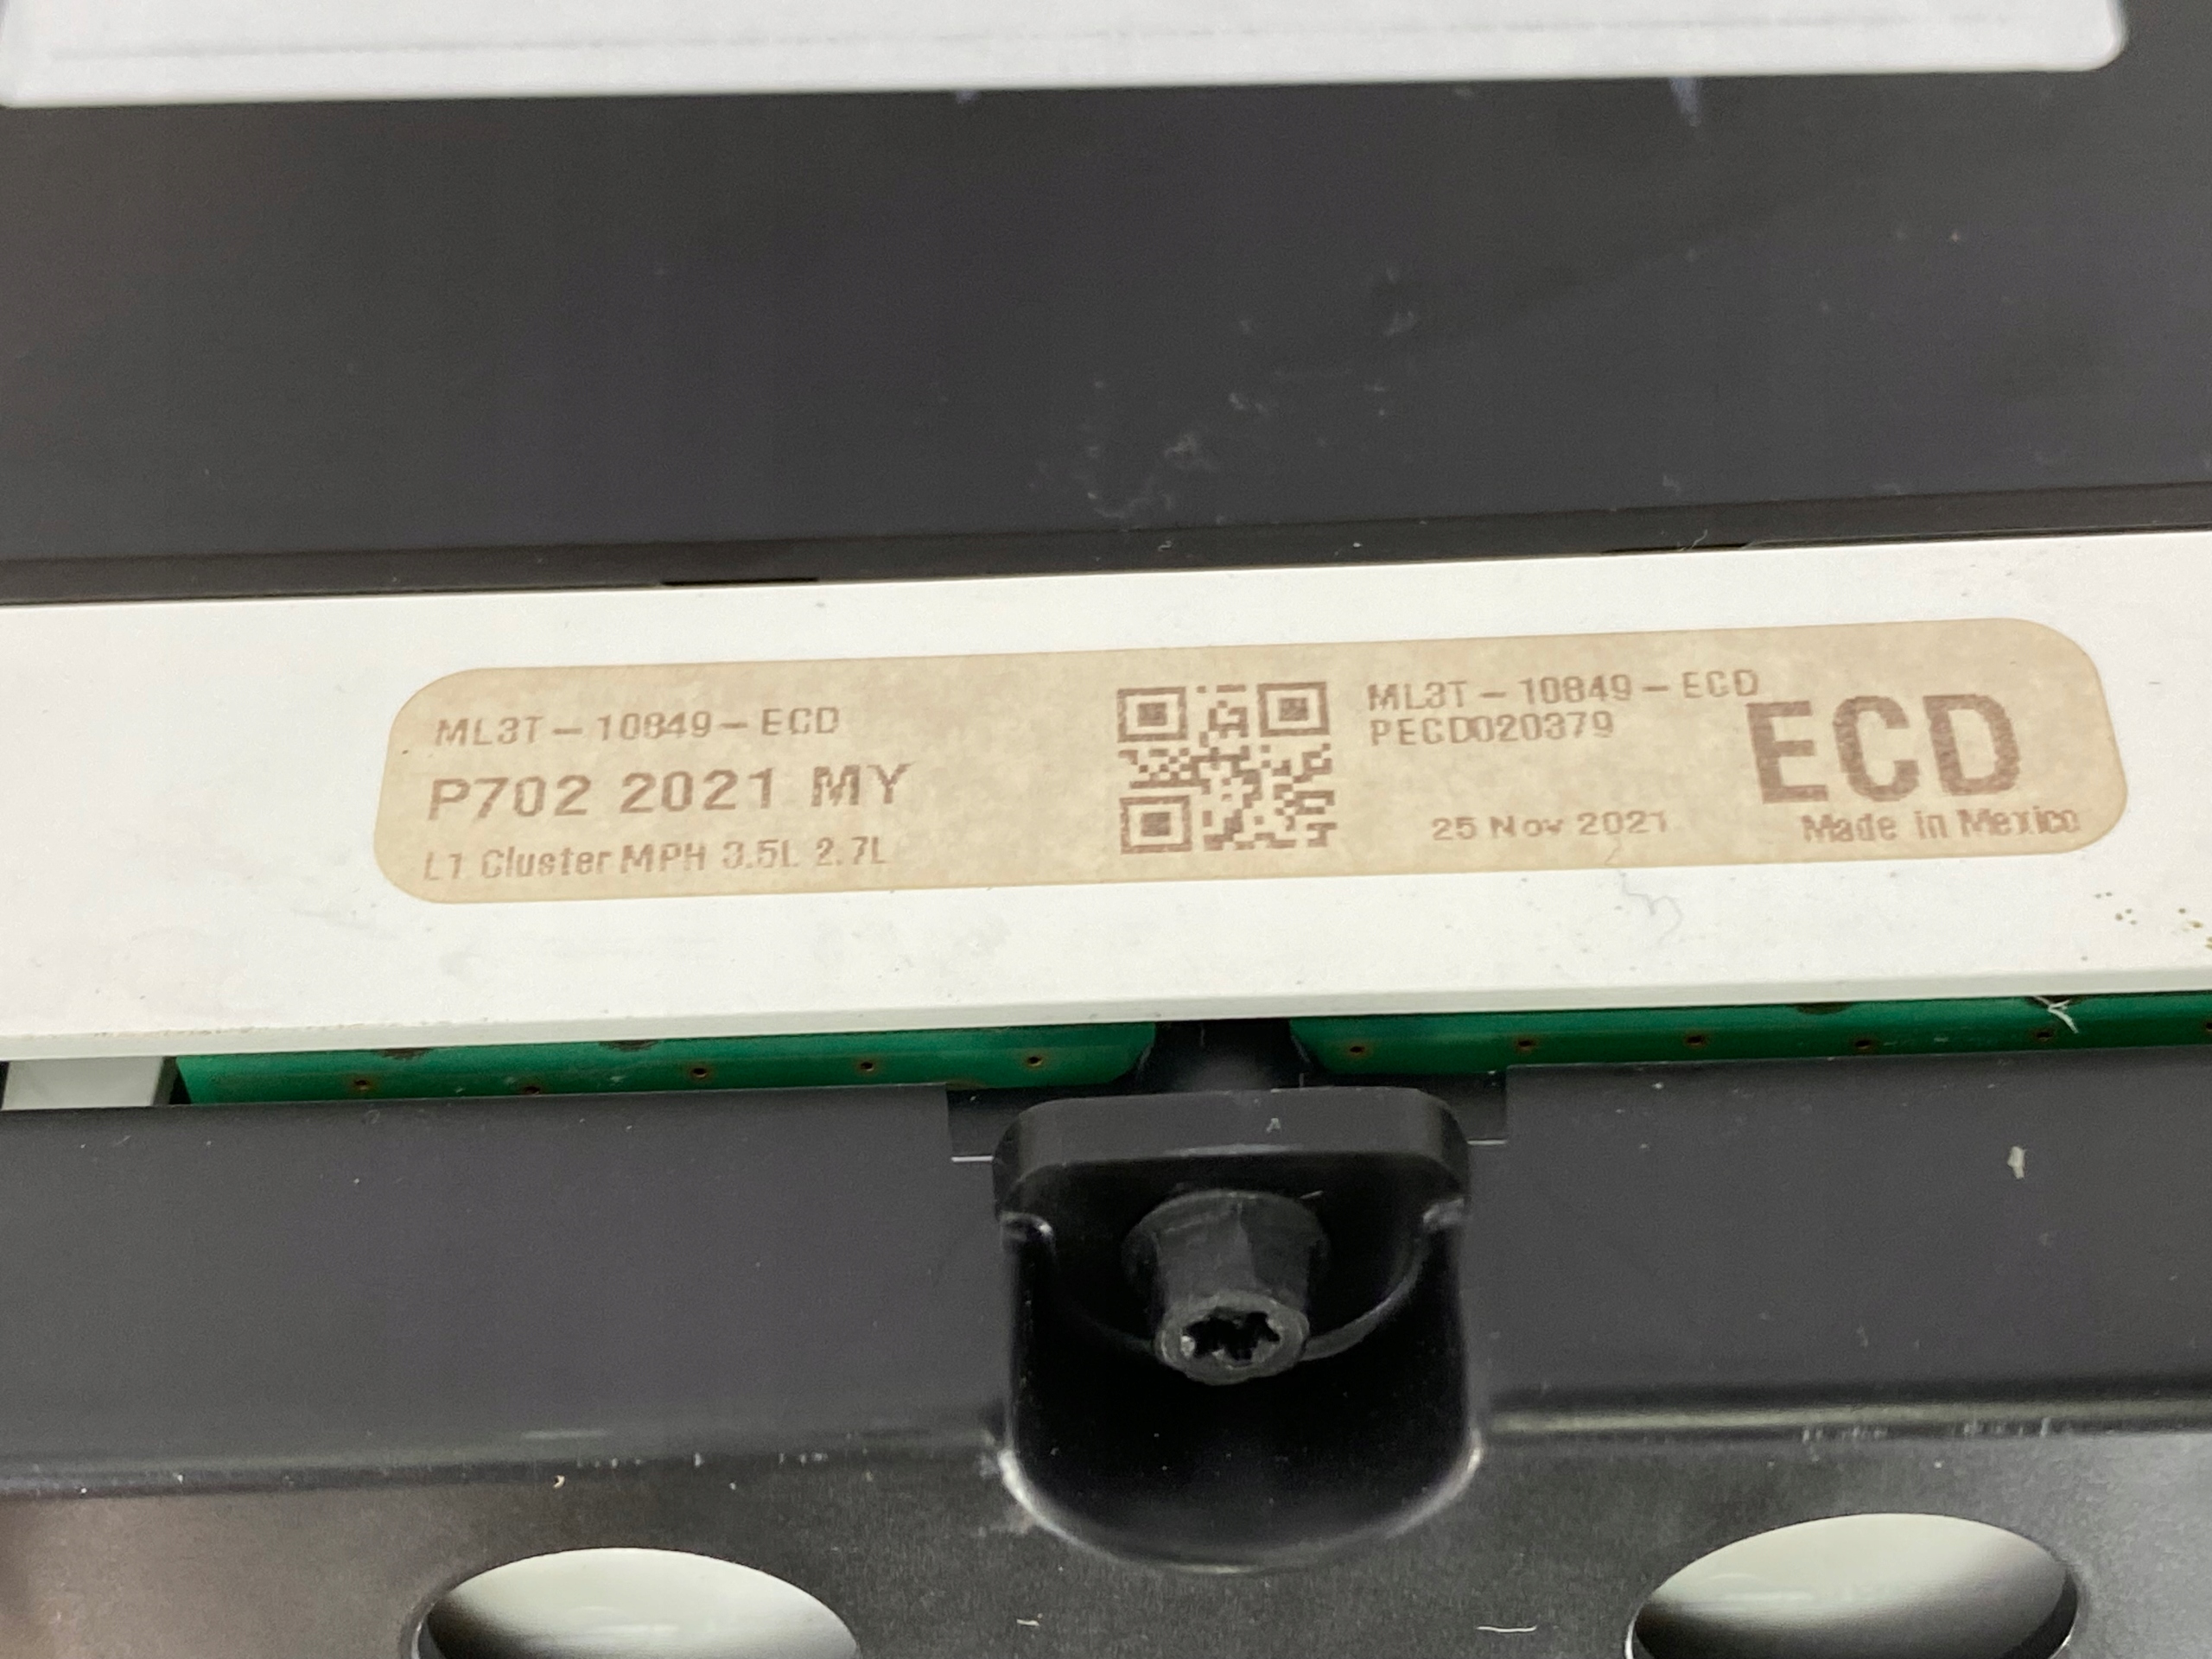 ML3T-10849-ECD
P702 2021 MY
L1 Cluster MPH 3.5L 2.7L
ML3T-10849-ECD
PECD020379
ECD
25 Nov 2021
Made in Mexico
A